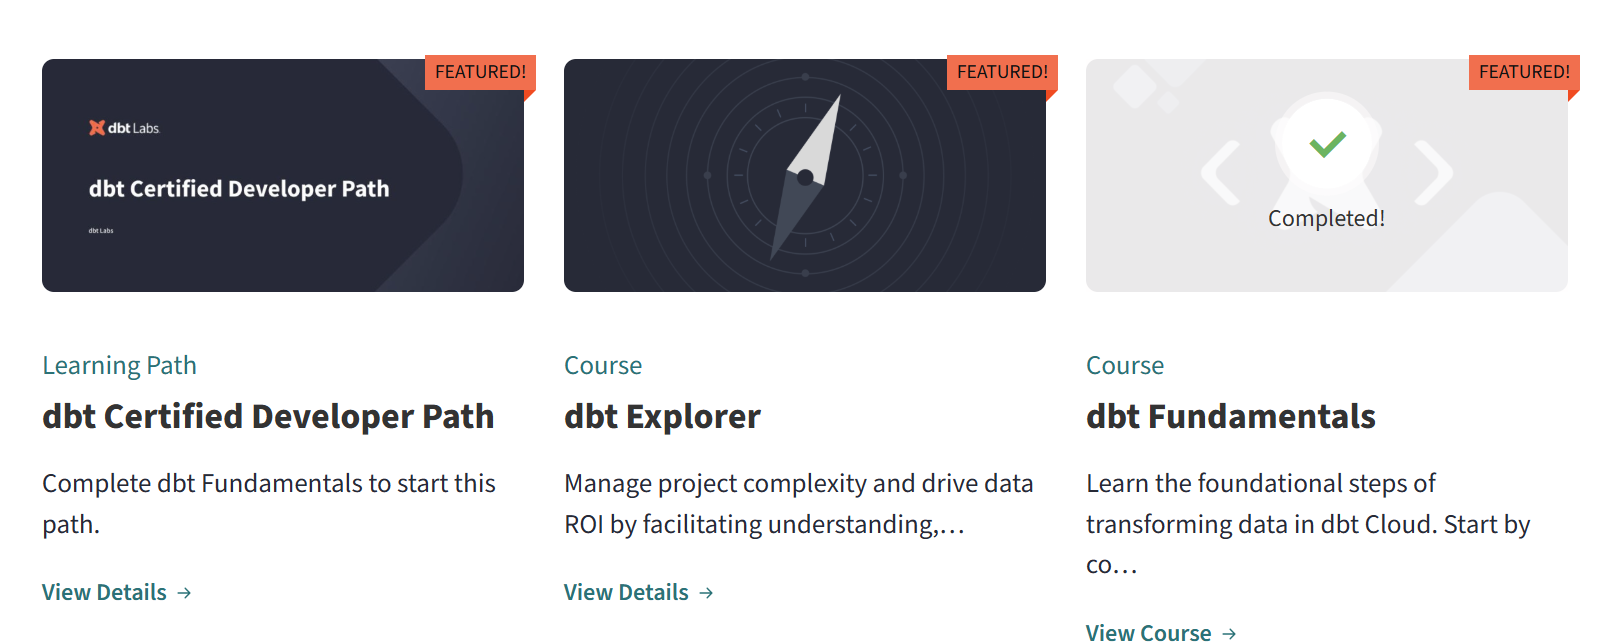 FEATURED!
dbt Labs
dbt Certified Developer Path
dbt Labs
Learning Path
dbt Certified Developer Path
Complete dbt Fundamentals to start this
path.
View Details →
FEATURED!
Course
dbt Explorer
Manage project complexity and drive data
ROI by facilitating understanding,…
View Details →
FEATURED!
Completed!
Course
dbt Fundamentals
Learn the foundational steps of
transforming data in dbt Cloud. Start by
co…
View Course →